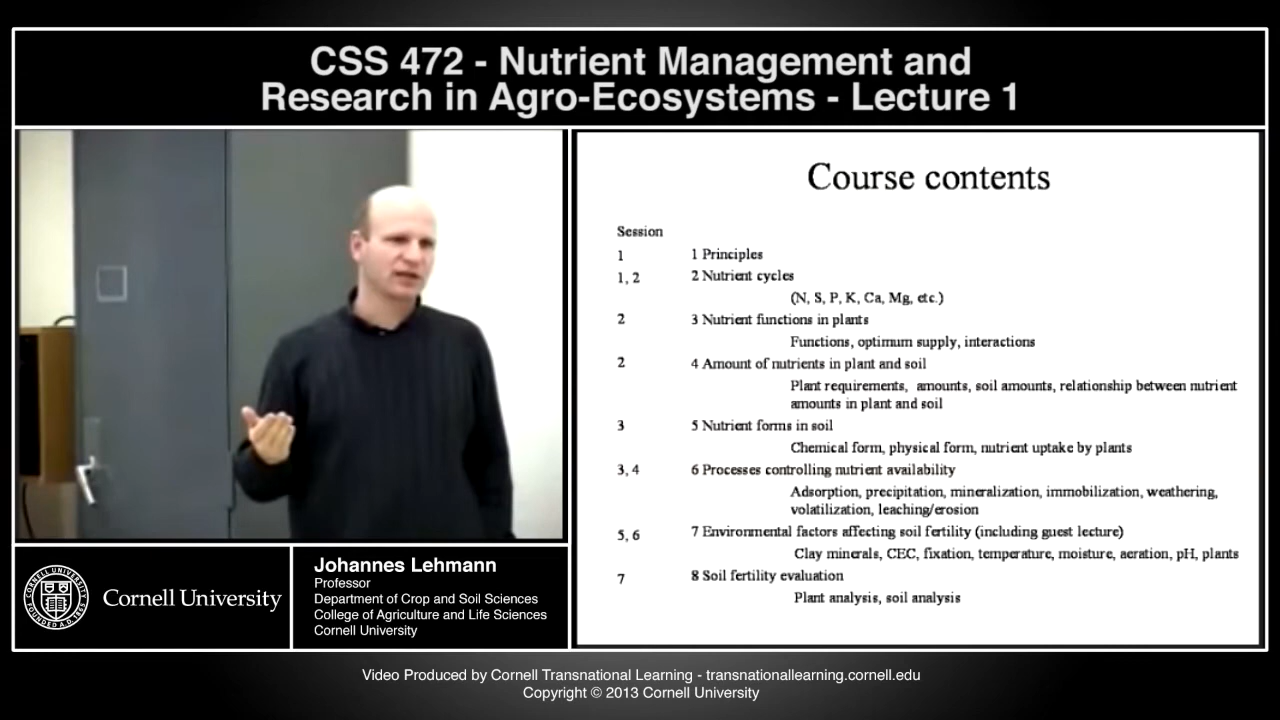 CSS 472 - Nutrient Management and
Research in Agro-Ecosystems - Lecture 1
Course contents
Session
1 1 Principles
1, 2 2 Nutrient cycles
(N, S, P, K, Ca, Mg, etc.)
2 3 Nutrient functions in plants
Functions, optimum supply, interactions
2 4 Amount of nutrients in plant and soil
Plant requirements, amounts, soil amounts, relationship between nutrient
amounts in plant and soil
3 5 Nutrient forms in soil
Chemical form, physical form, nutrient uptake by plants
3, 4 6 Processes controlling nutrient availability
Adsorption, precipitation, mineralization, immobilization, weathering,
volatilization, leaching/erosion
5, 6 7 Environmental factors affecting soil fertility (including guest lecture)
Clay minerals, CEC, fixation, temperature, moisture, aeration, pH, plants
7 8 Soil fertility evaluation
Plant analysis, soil analysis
Cornell University
Johannes Lehmann
Professor
Department of Crop and Soil Sciences
College of Agriculture and Life Sciences
Cornell University
Video Produced by Cornell Transnational Learning - transnationallearning.cornell.edu
Copyright © 2013 Cornell University